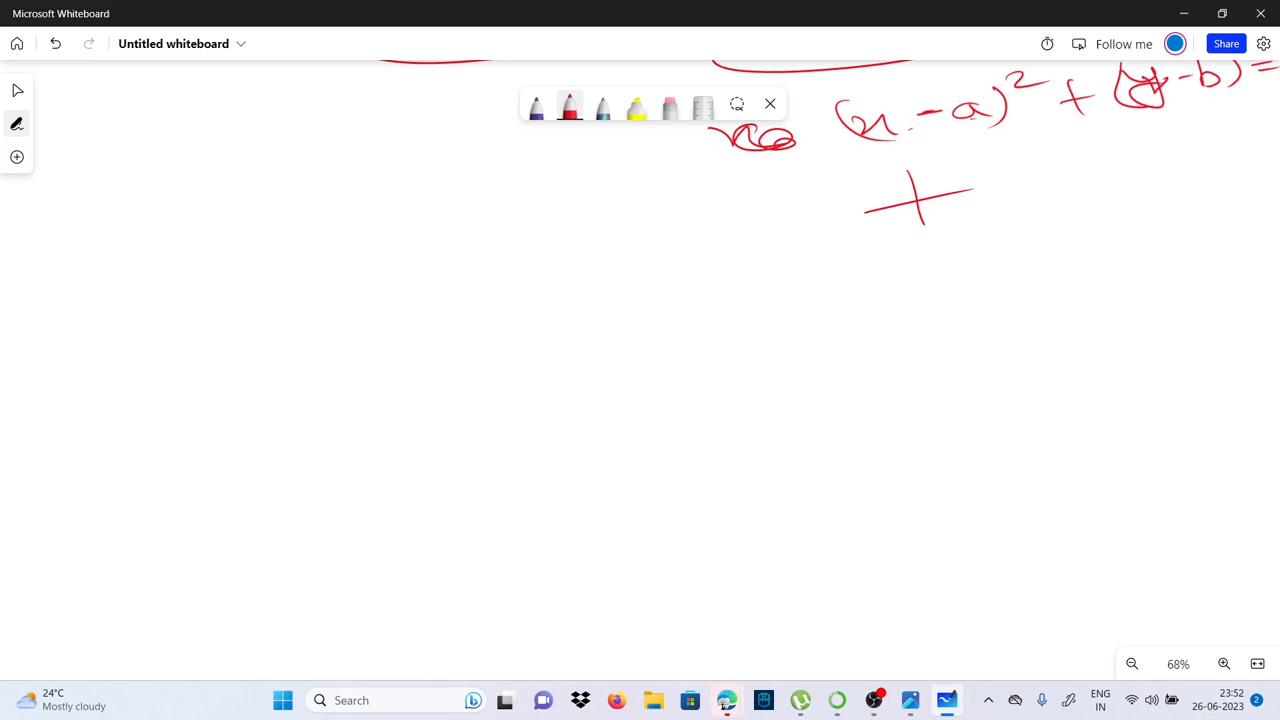 Microsoft Whiteboard
Untitled whiteboard
Follow me
Share
(x - a)² + (y - b) =
68%
24°C
Mostly cloudy
Search
ENG
IN
23:52
26-06-2023
2